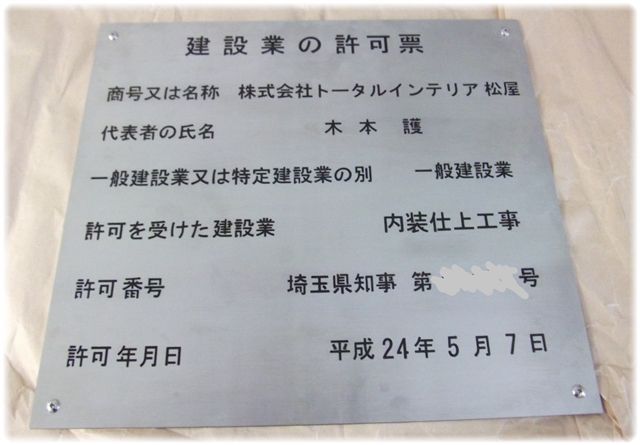 建設業の許可票
商号又は名称 株式会社トータルインテリア松屋
代表者の氏名 木本 護
一般建設業又は特定建設業の別 一般建設業
許可を受けた建設業 内装仕上工事
許可番号 埼玉県知事 第 号
許可年月日 平成24年5月7日